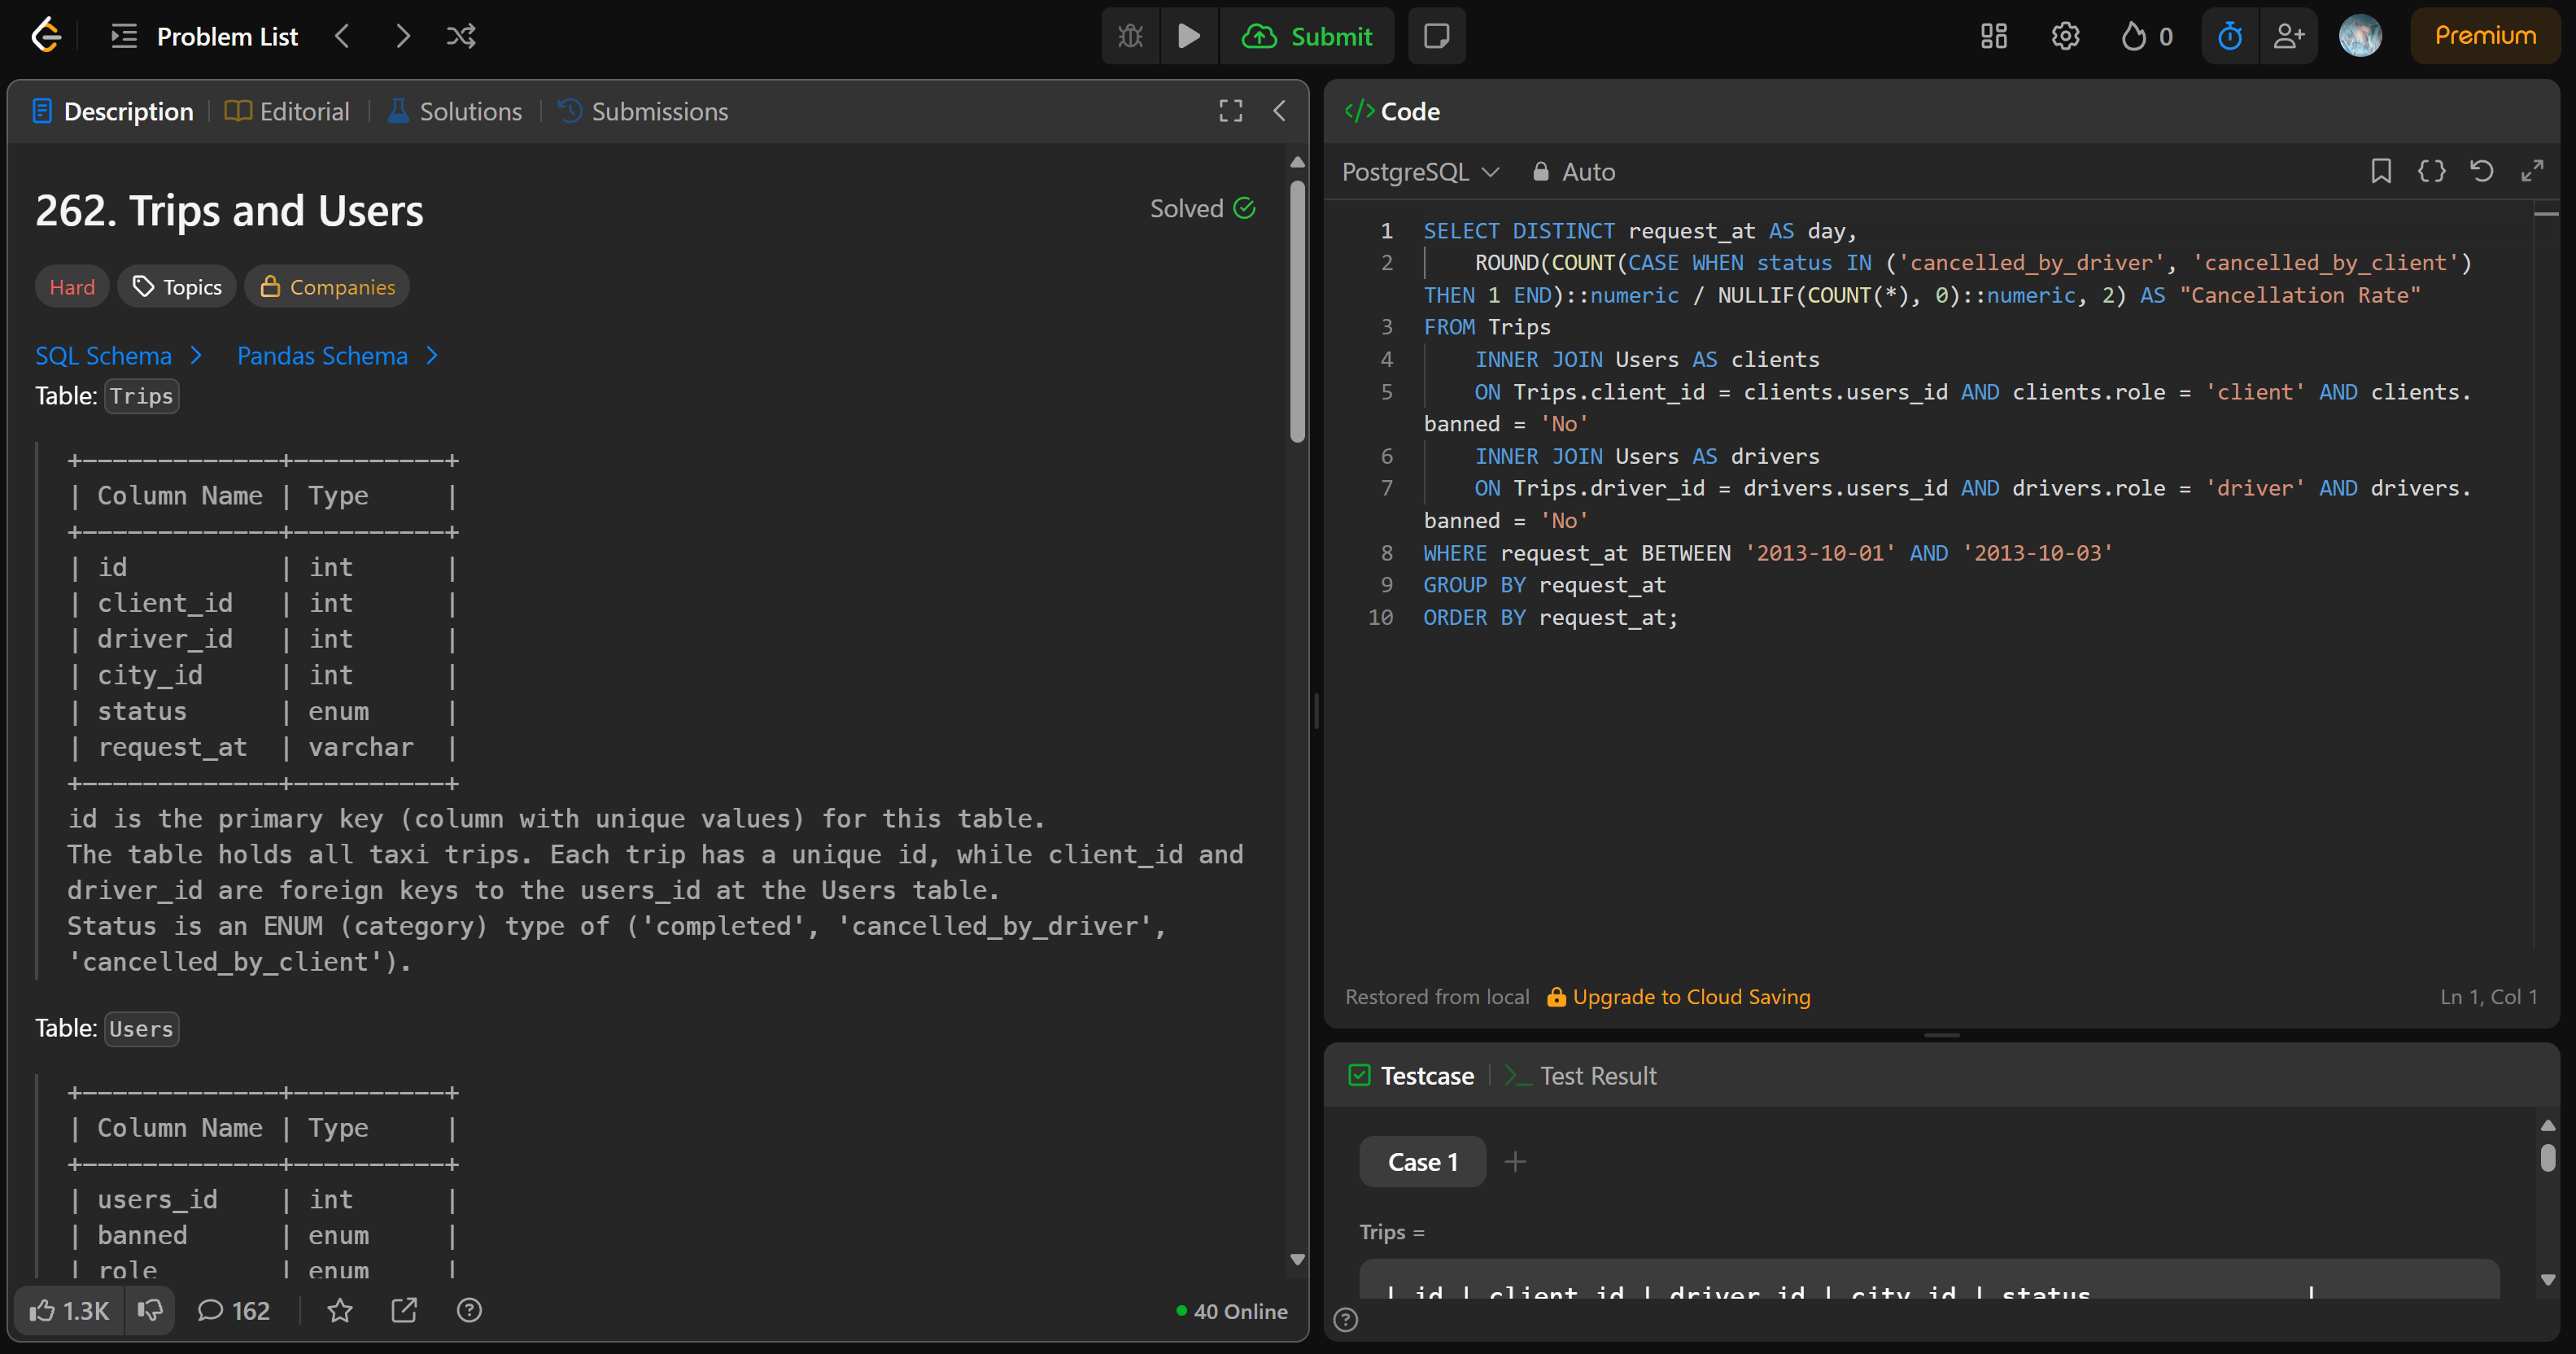 Problem List
Submit
0
Premium
Description
Editorial
Solutions
Submissions
262. Trips and Users
Solved
Hard
Topics
Companies
SQL Schema
Pandas Schema
Table: Trips
+-------------+----------+
| Column Name | Type     |
+-------------+----------+
| id          | int      |
| client_id   | int      |
| driver_id   | int      |
| city_id     | int      |
| status      | enum     |
| request_at  | varchar  |
+-------------+----------+
id is the primary key (column with unique values) for this table.
The table holds all taxi trips. Each trip has a unique id, while client_id and
driver_id are foreign keys to the users_id at the Users table.
Status is an ENUM (category) type of ('completed', 'cancelled_by_driver',
'cancelled_by_client').
Table: Users
+-------------+----------+
| Column Name | Type     |
+-------------+----------+
| users_id    | int      |
| banned      | enum     |
| role        | enum     |
1.3K
162
40 Online
</> Code
PostgreSQL
Auto
1 SELECT DISTINCT request_at AS day,
2     ROUND(COUNT(CASE WHEN status IN ('cancelled_by_driver', 'cancelled_by_client')
THEN 1 END)::numeric / NULLIF(COUNT(*), 0)::numeric, 2) AS "Cancellation Rate"
3 FROM Trips
4     INNER JOIN Users AS clients
5     ON Trips.client_id = clients.users_id AND clients.role = 'client' AND clients.
banned = 'No'
6     INNER JOIN Users AS drivers
7     ON Trips.driver_id = drivers.users_id AND drivers.role = 'driver' AND drivers.
banned = 'No'
8 WHERE request_at BETWEEN '2013-10-01' AND '2013-10-03'
9 GROUP BY request_at
10 ORDER BY request_at;
Restored from local
Upgrade to Cloud Saving
Ln 1, Col 1
Testcase
Test Result
Case 1
Trips =
| id | client_id | driver_id | city_id | status |